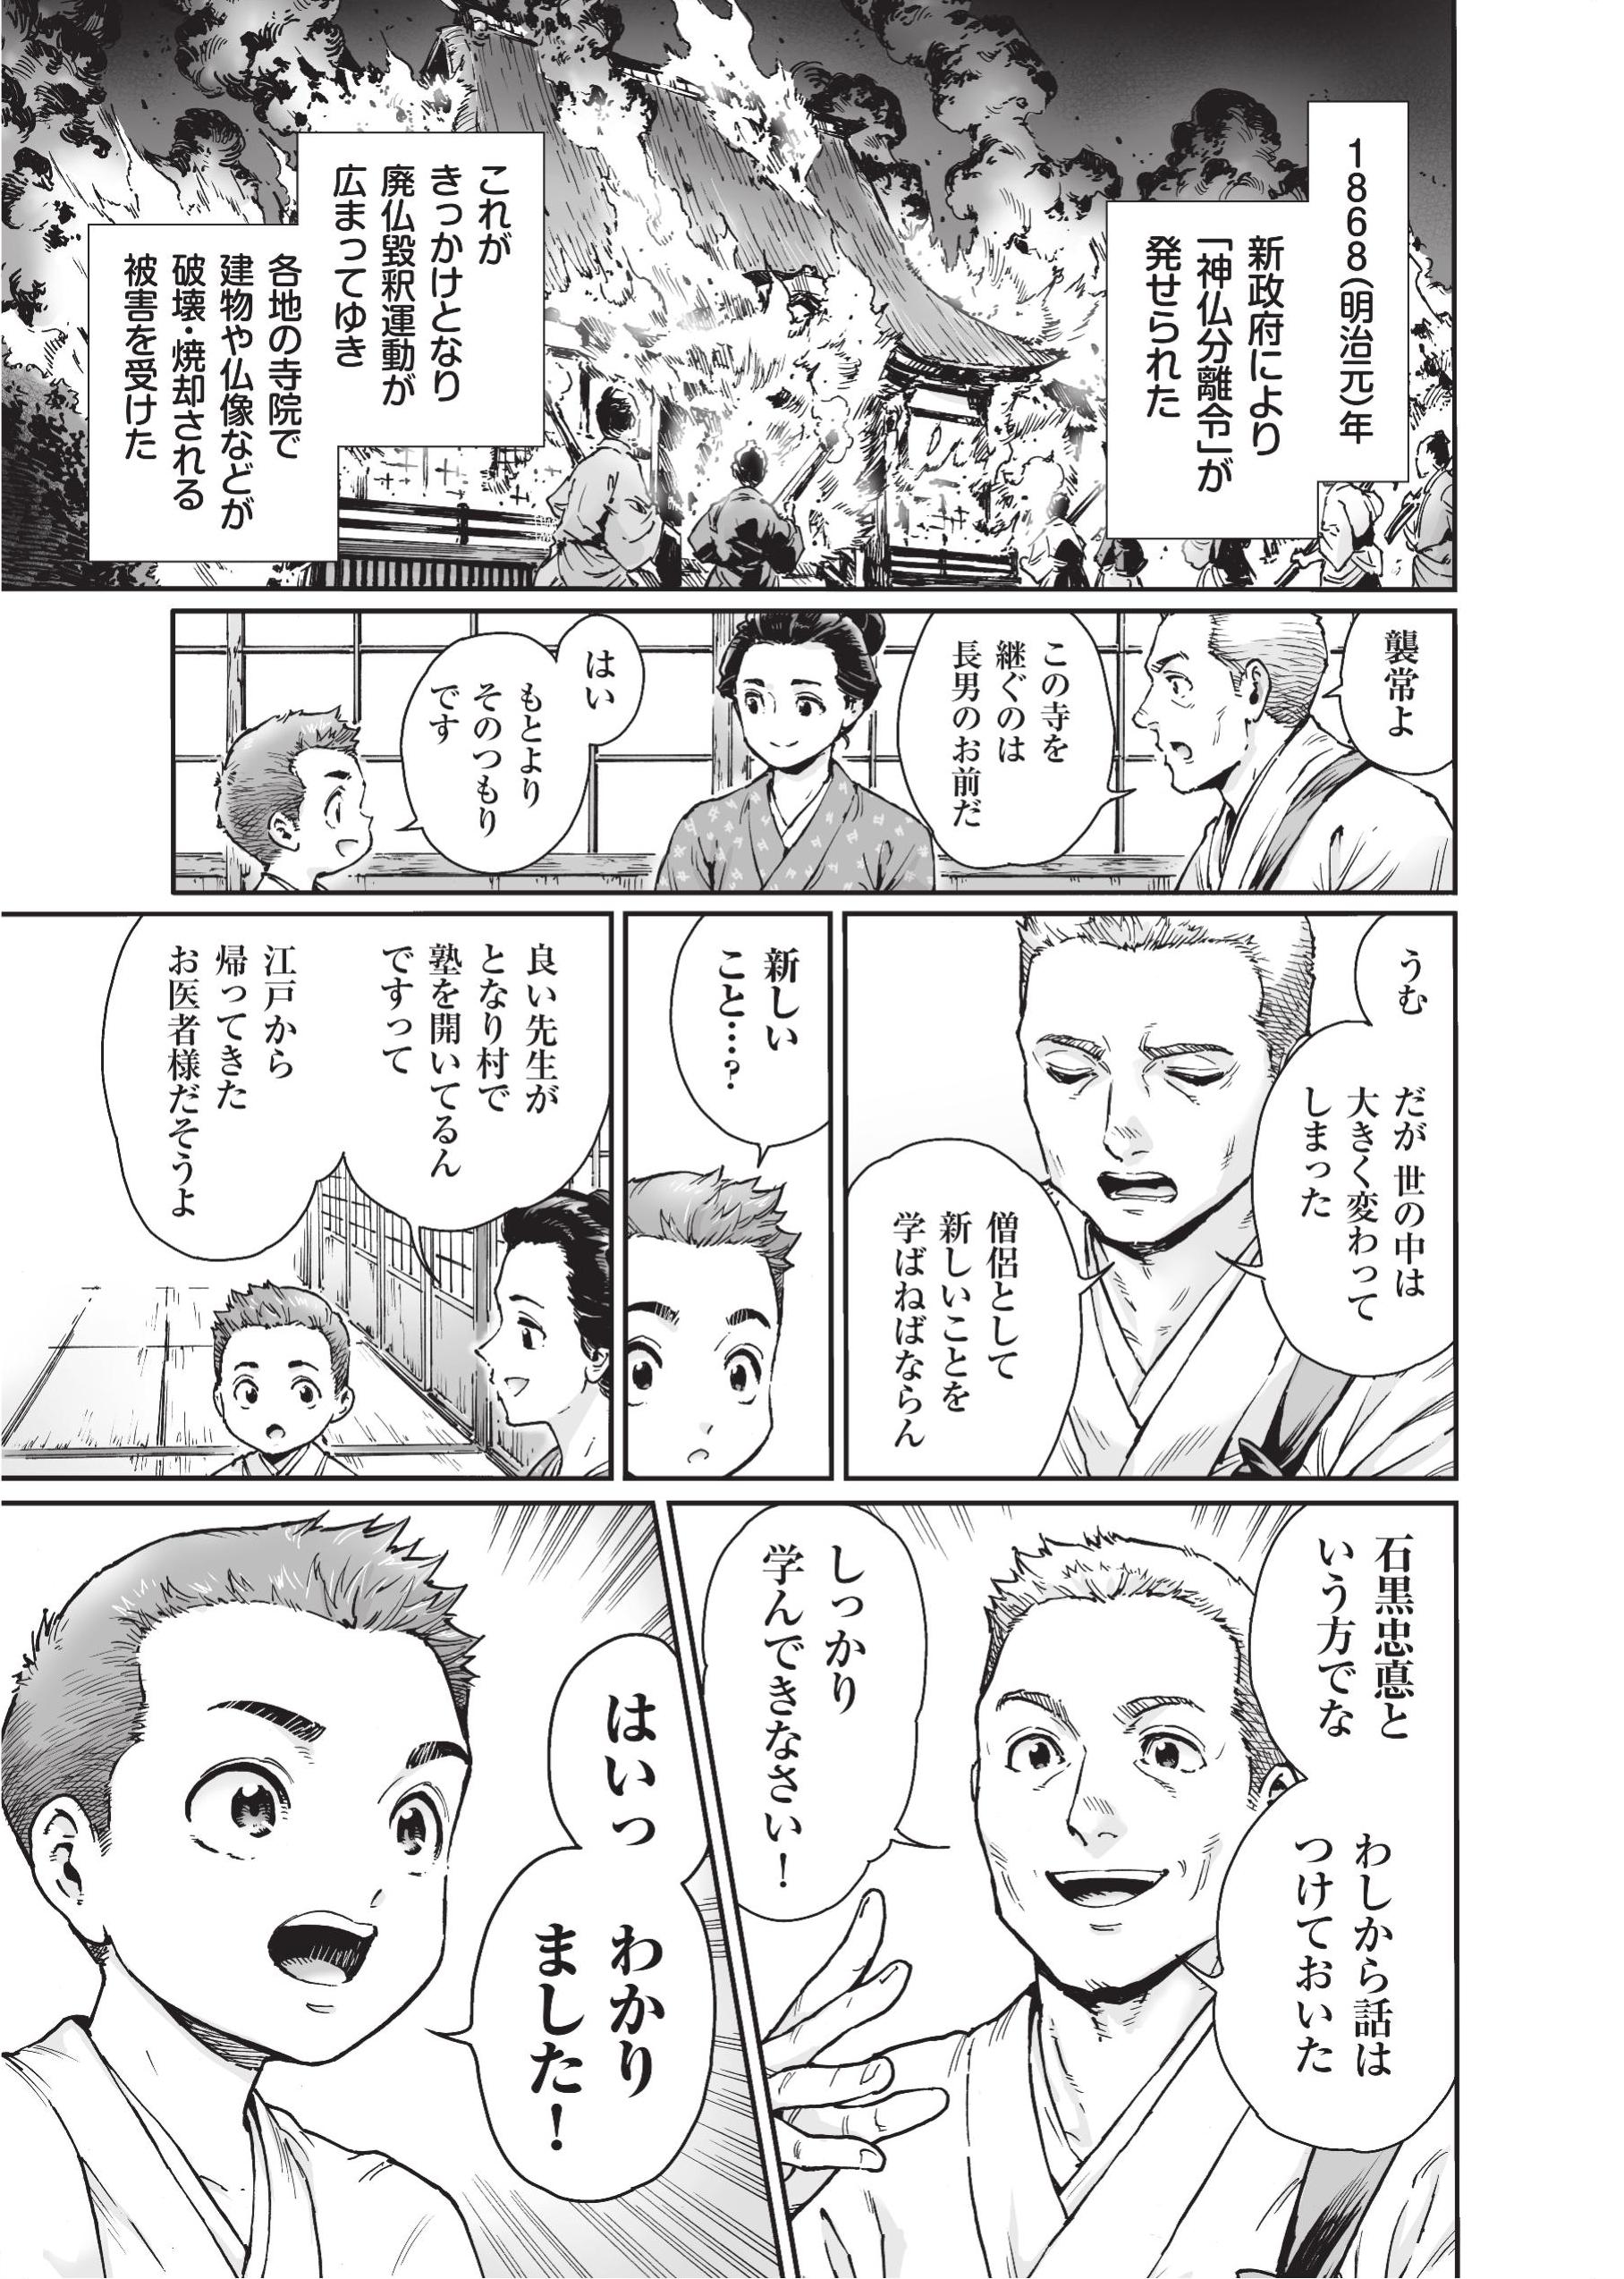 1868(明治元)年
新政府により
「神仏分離令」が
発せられた
これが
きっかけとなり
廃仏毀釈運動が
広まってゆき
各地の寺院で
建物や仏像などが
破壊・焼却される
被害を受けた
襲常よ
この寺を
継ぐのは
長男のお前だ
はい
もとより
そのつもり
です
うむ
だが 世の中は
大きく変わって
しまった
僧侶として
新しいことを
学ばねばならん
新しい
こと…?
良い先生が
となり村で
塾を開いてるん
ですって
江戸から
帰ってきた
お医者様だそうよ
石黒忠悳と
いう方でな
わしから話は
つけておいた
しっかり
学んできなさい!
はいっ
わかり
ました!